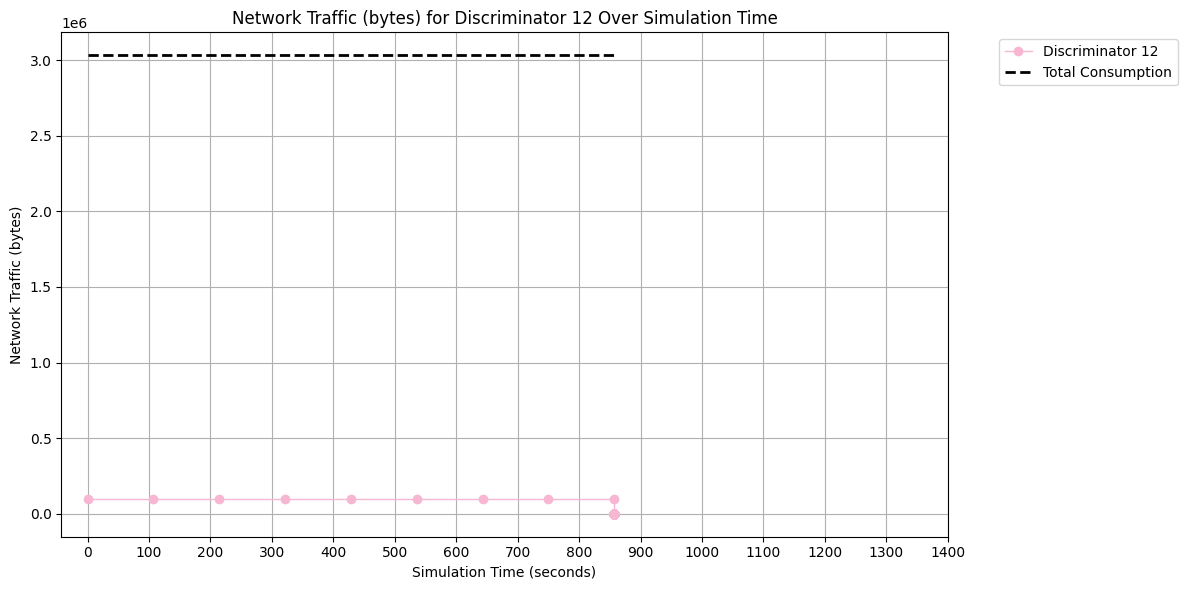 Network Traffic (bytes) for Discriminator 12 Over Simulation Time
1e6
Discriminator 12
Total Consumption
3.0
2.5
2.0
1.5
1.0
0.5
0.0
Network Traffic (bytes)
0 100 200 300 400 500 600 700 800 900 1000 1100 1200 1300 1400
Simulation Time (seconds)